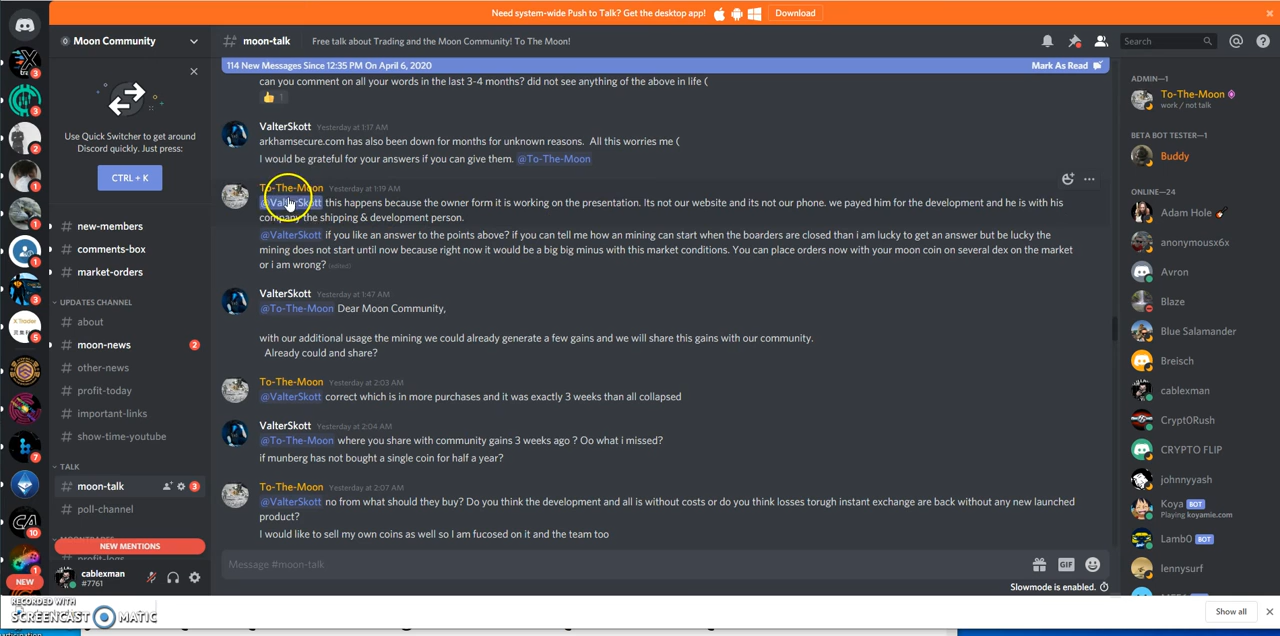 Need system-wide Push to Talk? Get the desktop app! Download
Moon Community
# moon-talk Free talk about Trading and the Moon Community! To The Moon!
Search
114 New Messages Since 12:35 PM On April 6, 2020 Mark As Read
Use Quick Switcher to get around
Discord quickly. Just press:
CTRL + K
# new-members
# comments-box
# market-orders
UPDATES CHANNEL
# about
# moon-news 2
# other-news
# profit-today
# important-links
# show-time-youtube
TALK
# moon-talk 3
# poll-channel
NEW MENTIONS
cablexman
#7761
NEW
can you comment on all your words in the last 3-4 months? did not see anything of the above in life (
👍 1
ValterSkott Yesterday at 1:17 AM
arkhamsecure.com has also been down for months for unknown reasons. All this worries me (
I would be grateful for your answers if you can give them. @To-The-Moon
To-The-Moon Yesterday at 1:19 AM
@ValterSkott this happens because the owner form it is working on the presentation. Its not our website and its not our phone. we payed him for the development and he is with his
company the shipping & development person.
@ValterSkott if you like an answer to the points above? if you can tell me how an mining can start when the boarders are closed than i am lucky to get an answer but be lucky the
mining does not start until now because right now it would be a big big minus with this market conditions. You can place orders now with your moon coin on several dex on the market
or i am wrong? (edited)
ValterSkott Yesterday at 1:47 AM
@To-The-Moon Dear Moon Community,
with our additional usage the mining we could already generate a few gains and we will share this gains with our community.
Already could and share?
To-The-Moon Yesterday at 2:03 AM
@ValterSkott correct which is in more purchases and it was exactly 3 weeks than all collapsed
ValterSkott Yesterday at 2:04 AM
@To-The-Moon where you share with community gains 3 weeks ago ? Oo what i missed?
if munberg has not bought a single coin for half a year?
To-The-Moon Yesterday at 2:07 AM
@ValterSkott no from what should they buy? Do you think the development and all is without costs or do you think losses torugh instant exchange are back without any new launched
product?
I would like to sell my own coins as well so I am fucosed on it and the team too
Message #moon-talk
GIF
Slowmode is enabled.
ADMIN—1
To-The-Moon
work / not talk
BETA BOT TESTER—1
Buddy
ONLINE—24
Adam Hole
anonymousx6x
Avron
Blaze
Blue Salamander
Breisch
cablexman
Crypt0Rush
CRYPTO FLIP
johnnyash
Koya BOT
Playing koyamie.com
Lamb0 BOT
lennysurf
RECORDED WITH
SCREENCAST MATIC
Show all